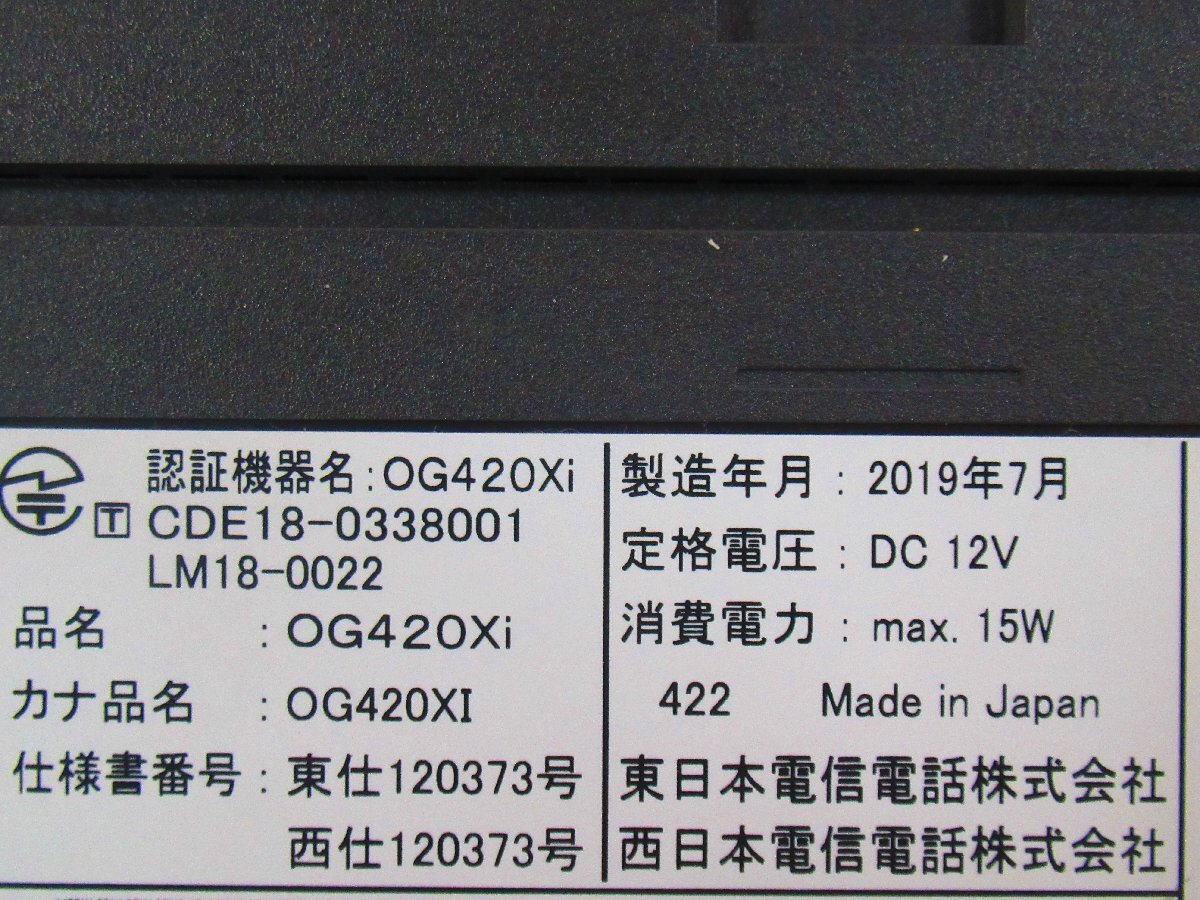 認証機器名:OG420Xi
T CDE18-0338001
LM18-0022
品名 : OG420Xi
カナ品名 : OG420XI
仕様書番号 : 東仕120373号
西仕120373号
製造年月 : 2019年7月
定格電圧 : DC 12V
消費電力 : max. 15W
422 Made in Japan
東日本電信電話株式会社
西日本電信電話株式会社